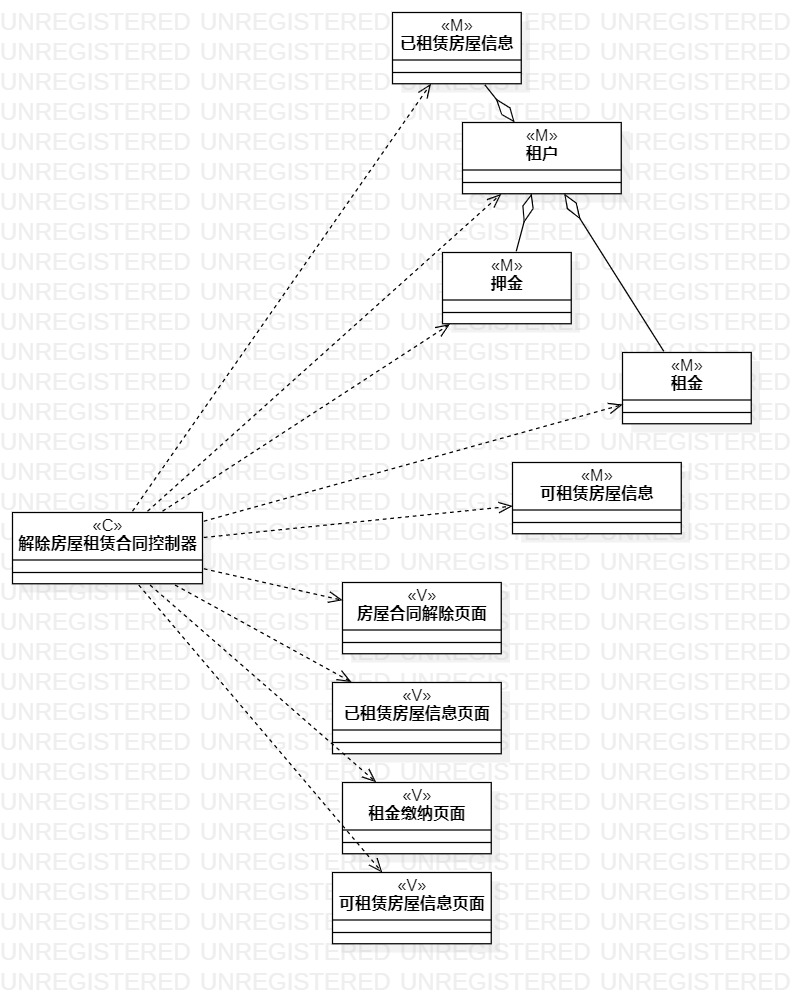 «M»
已租赁房屋信息
«M»
租户
«M»
押金
«M»
租金
«M»
可租赁房屋信息
«C»
解除房屋租赁合同控制器
«V»
房屋合同解除页面
«V»
已租赁房屋信息页面
«V»
租金缴纳页面
«V»
可租赁房屋信息页面
UNREGISTERED